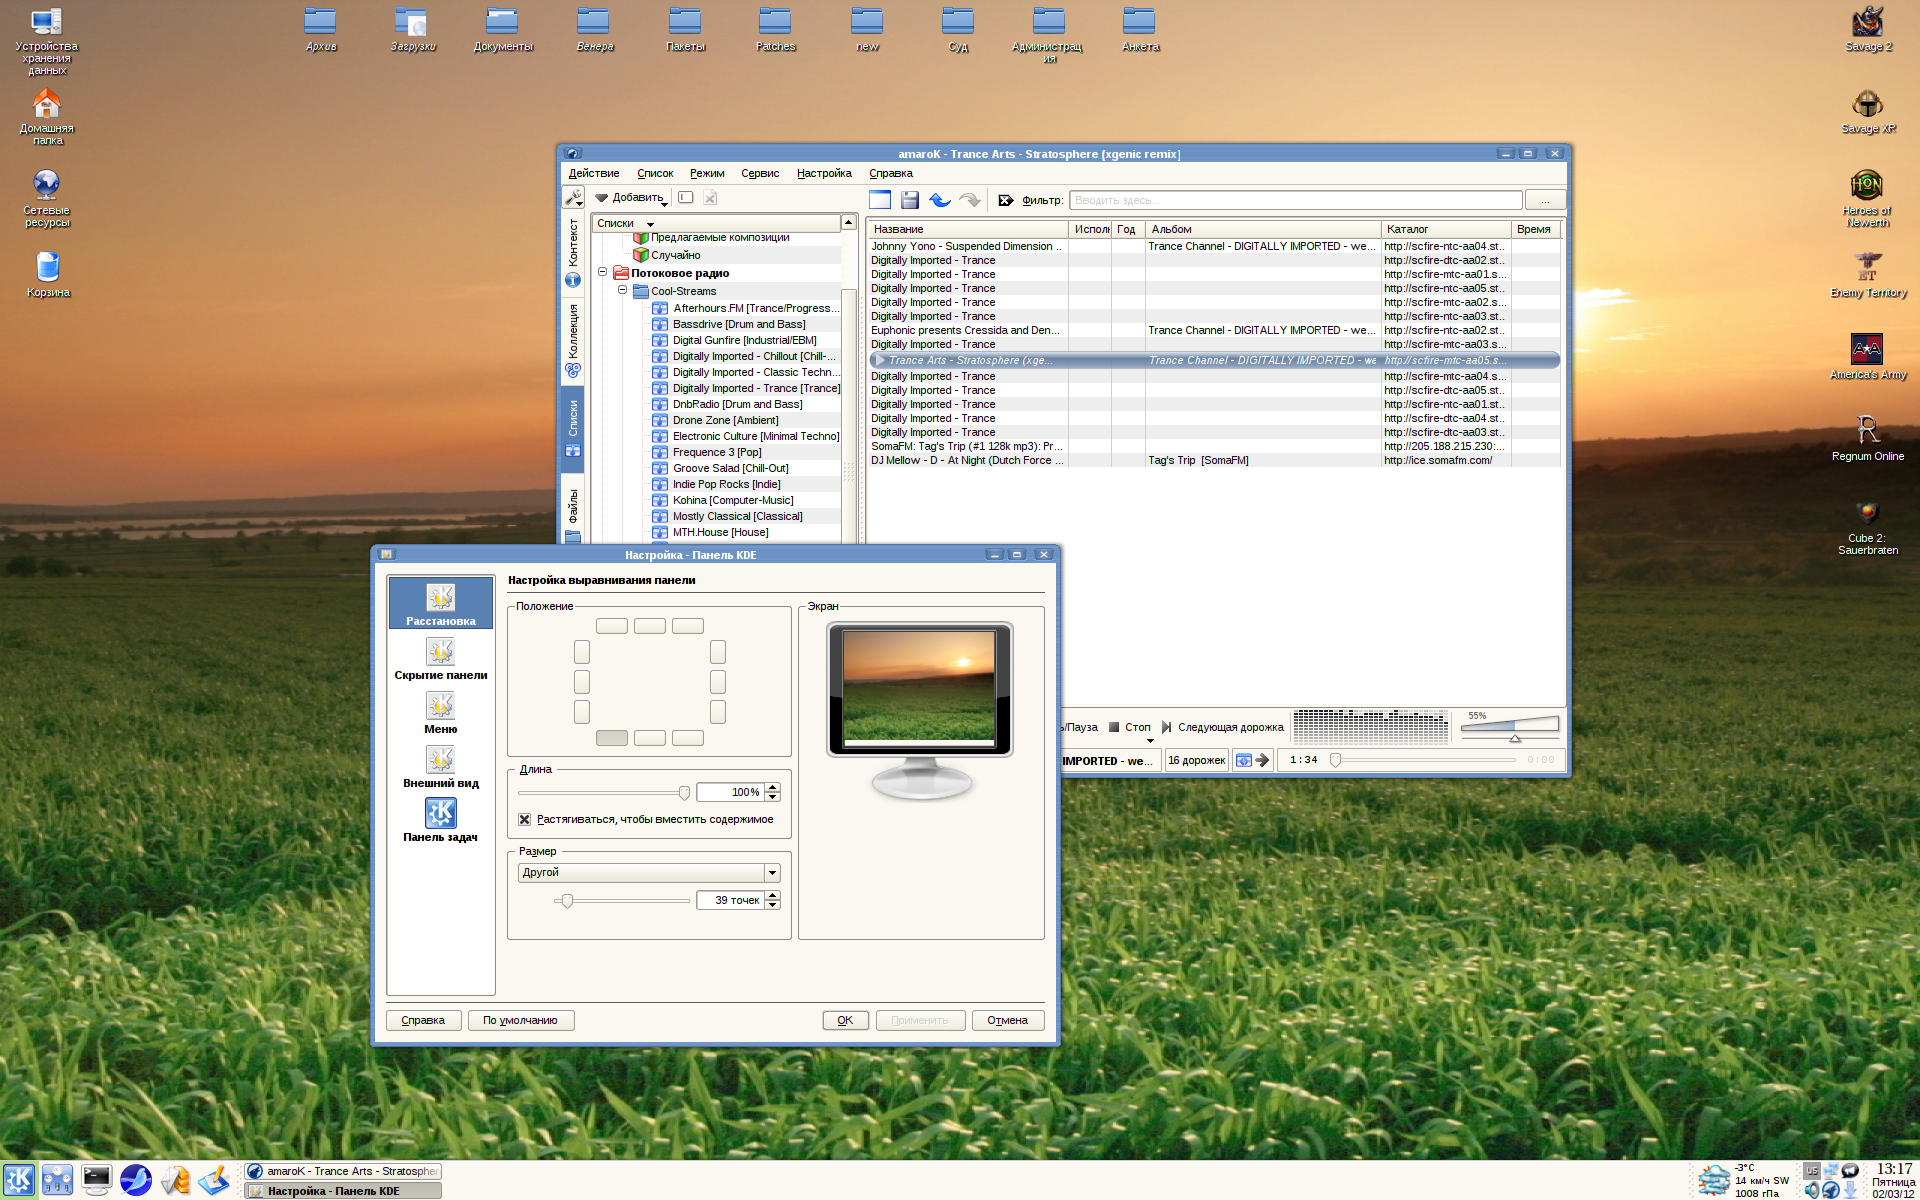 Устройства
хранения
данных
Архив
Загрузки
Документы
Венера
Пакеты
Patches
new
Суд
Администрац
ия
Анкета
Savage 2
Домашняя
папка
Savage XR
Сетевые
ресурсы
Heroes of
Newerth
Корзина
Enemy Territory
America's Army
Regnum Online
Cube 2:
Sauerbraten
amaroK - Trance Arts - Stratosphere (xgenic remix)
Действие Список Режим Сервис Настройка Справка
Добавить
Фильтр: Вводить здесь...
...
Контекст
Коллекция
Списки
Файлы
Списки
Предлагаемые композиции
Случайно
Потоковое радио
Cool-Streams
Afterhours.FM [Trance/Progress...
Bassdrive [Drum and Bass]
Digital Gunfire [Industrial/EBM]
Digitally Imported - Chillout [Chill-...
Digitally Imported - Classic Techn...
Digitally Imported - Trance [Trance]
DnbRadio [Drum and Bass]
Drone Zone [Ambient]
Electronic Culture [Minimal Techno]
Frequence 3 [Pop]
Groove Salad [Chill-Out]
Indie Pop Rocks [Indie]
Kohina [Computer-Music]
Mostly Classical [Classical]
MTH.House [House]
Название Исполн Год Альбом Каталог Время
Johnny Yono - Suspended Dimension .. Trance Channel - DIGITALLY IMPORTED - we... http://scfire-ntc-aa04.st..
Digitally Imported - Trance http://scfire-dtc-aa02.st..
Digitally Imported - Trance http://scfire-mtc-aa01.s...
Digitally Imported - Trance http://scfire-mtc-aa05.st..
Digitally Imported - Trance http://scfire-mtc-aa02.s...
Digitally Imported - Trance http://scfire-ntc-aa03.st..
Euphonic presents Cressida and Den... Trance Channel - DIGITALLY IMPORTED - we... http://scfire-ntc-aa02.st..
Digitally Imported - Trance http://scfire-mtc-aa03.s...
Trance Arts - Stratosphere (xge... Trance Channel - DIGITALLY IMPORTED - we http://scfire-mtc-aa05.s...
Digitally Imported - Trance http://scfire-mtc-aa04.s...
Digitally Imported - Trance http://scfire-dtc-aa05.st..
Digitally Imported - Trance http://scfire-ntc-aa01.st..
Digitally Imported - Trance http://scfire-dtc-aa04.st..
Digitally Imported - Trance http://scfire-dtc-aa03.st..
SomaFM: Tag's Trip (#1 128k mp3): Pr... http://205.188.215.230:...
DJ Mellow - D - At Night (Dutch Force ... Tag's Trip [SomaFM] http://ice.somafm.com/
/Пауза Стоп Следующая дорожка 55%
IMPORTED - we... 16 дорожек 1:34 0:00
Настройка - Панель KDE
Расстановка
Скрытие панели
Меню
Внешний вид
Панель задач
Настройка выравнивания панели
Положение
Экран
Длина
100%
Растягиваться, чтобы вместить содержимое
Размер
Другой
39 точек
Справка По умолчанию OK Применить Отмена
amaroK - Trance Arts - Stratospher
Настройка - Панель KDE
-3°C
14 км/ч SW
1008 гПа
us
13:17
Пятница
02/03/12